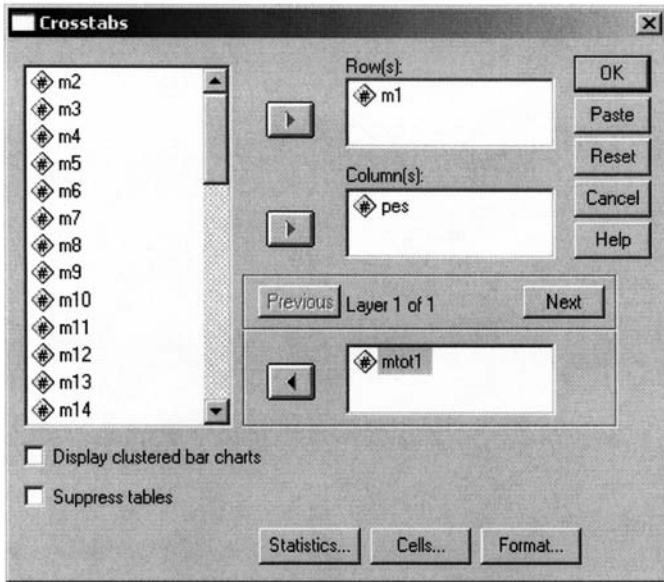 Crosstabs
m2
m3
m4
m5
m6
m7
m8
m9
m10
m11
m12
m13
m14
Row(s):
m1
Column(s):
pes
Previous Layer 1 of 1 Next
mtot1
OK
Paste
Reset
Cancel
Help
Display clustered bar charts
Suppress tables
Statistics... Cells... Format...